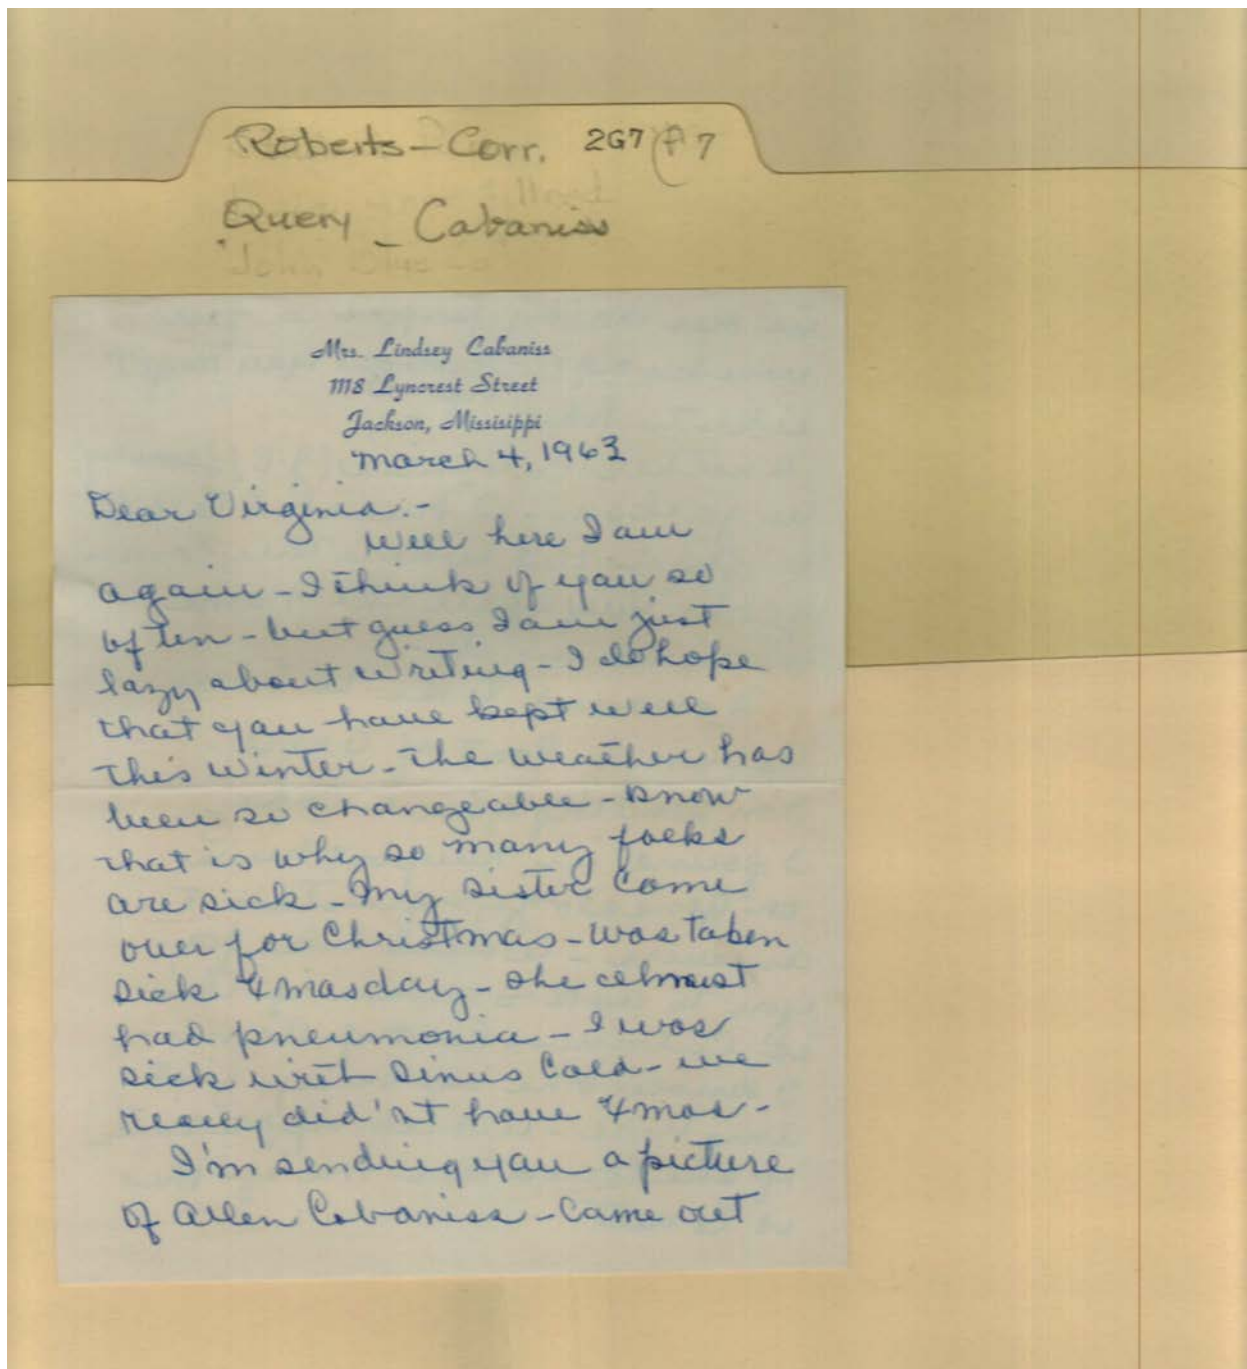 Roberts - Corr. 2G7 (P7
Query - Cabaniss
John
Mrs. Lindsey Cabaniss
1118 Lyncrest Street
Jackson, Missisippi
March 4, 1963
Dear Virginia.-
Well here I am
again - I think of you so
often - but guess I am just
lazy about writing - I do hope
that you have kept well
this winter - the weather has
been so changeable - know
that is why so many folks
are sick - My sister came
over for Christmas - was taken
sick Xmas day - she almost
had pneumonia - I was
sick with sinus cold - we
really did'nt have Xmas -
I'm sending you a picture
of Allen Cabaniss - came out